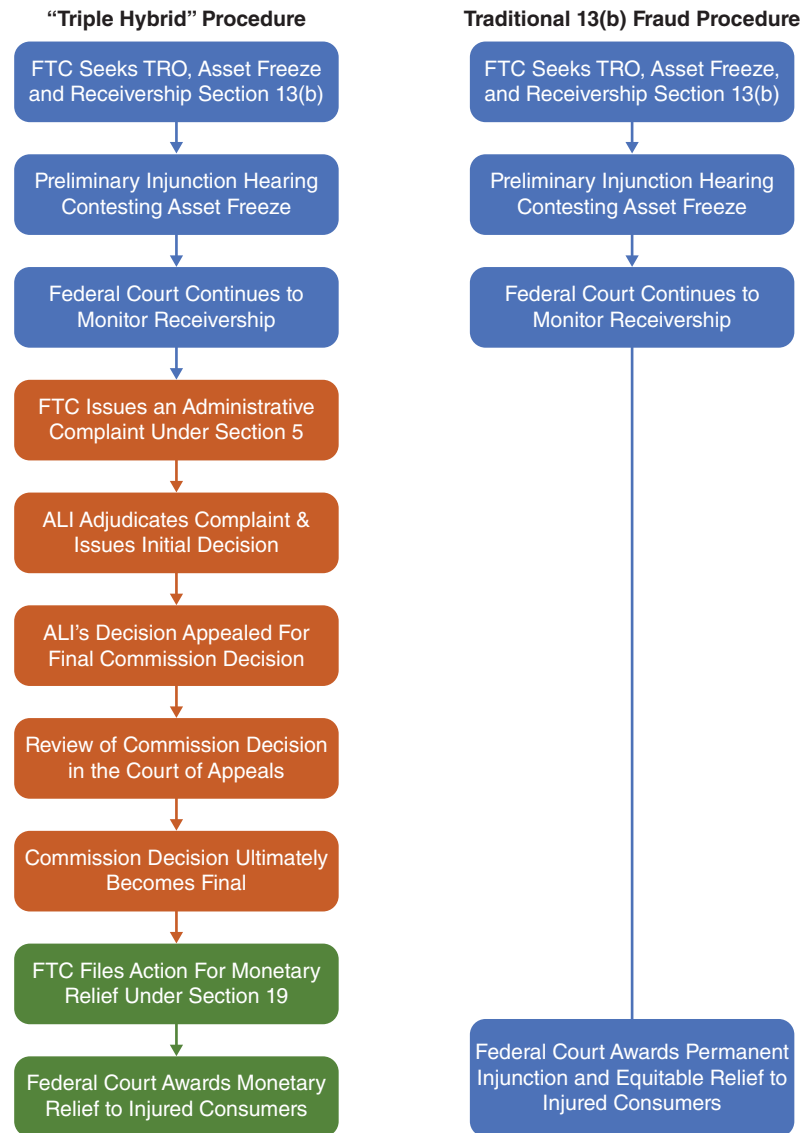 “Triple Hybrid” Procedure
FTC Seeks TRO, Asset Freeze
and Receivership Section 13(b)
Preliminary Injunction Hearing
Contesting Asset Freeze
Federal Court Continues to
Monitor Receivership
FTC Issues an Administrative
Complaint Under Section 5
ALI Adjudicates Complaint &
Issues Initial Decision
ALI’s Decision Appealed For
Final Commission Decision
Review of Commission Decision
in the Court of Appeals
Commission Decision Ultimately
Becomes Final
FTC Files Action For Monetary
Relief Under Section 19
Federal Court Awards Monetary
Relief to Injured Consumers
Traditional 13(b) Fraud Procedure
FTC Seeks TRO, Asset Freeze,
and Receivership Section 13(b)
Preliminary Injunction Hearing
Contesting Asset Freeze
Federal Court Continues to
Monitor Receivership
Federal Court Awards Permanent
Injunction and Equitable Relief to
Injured Consumers